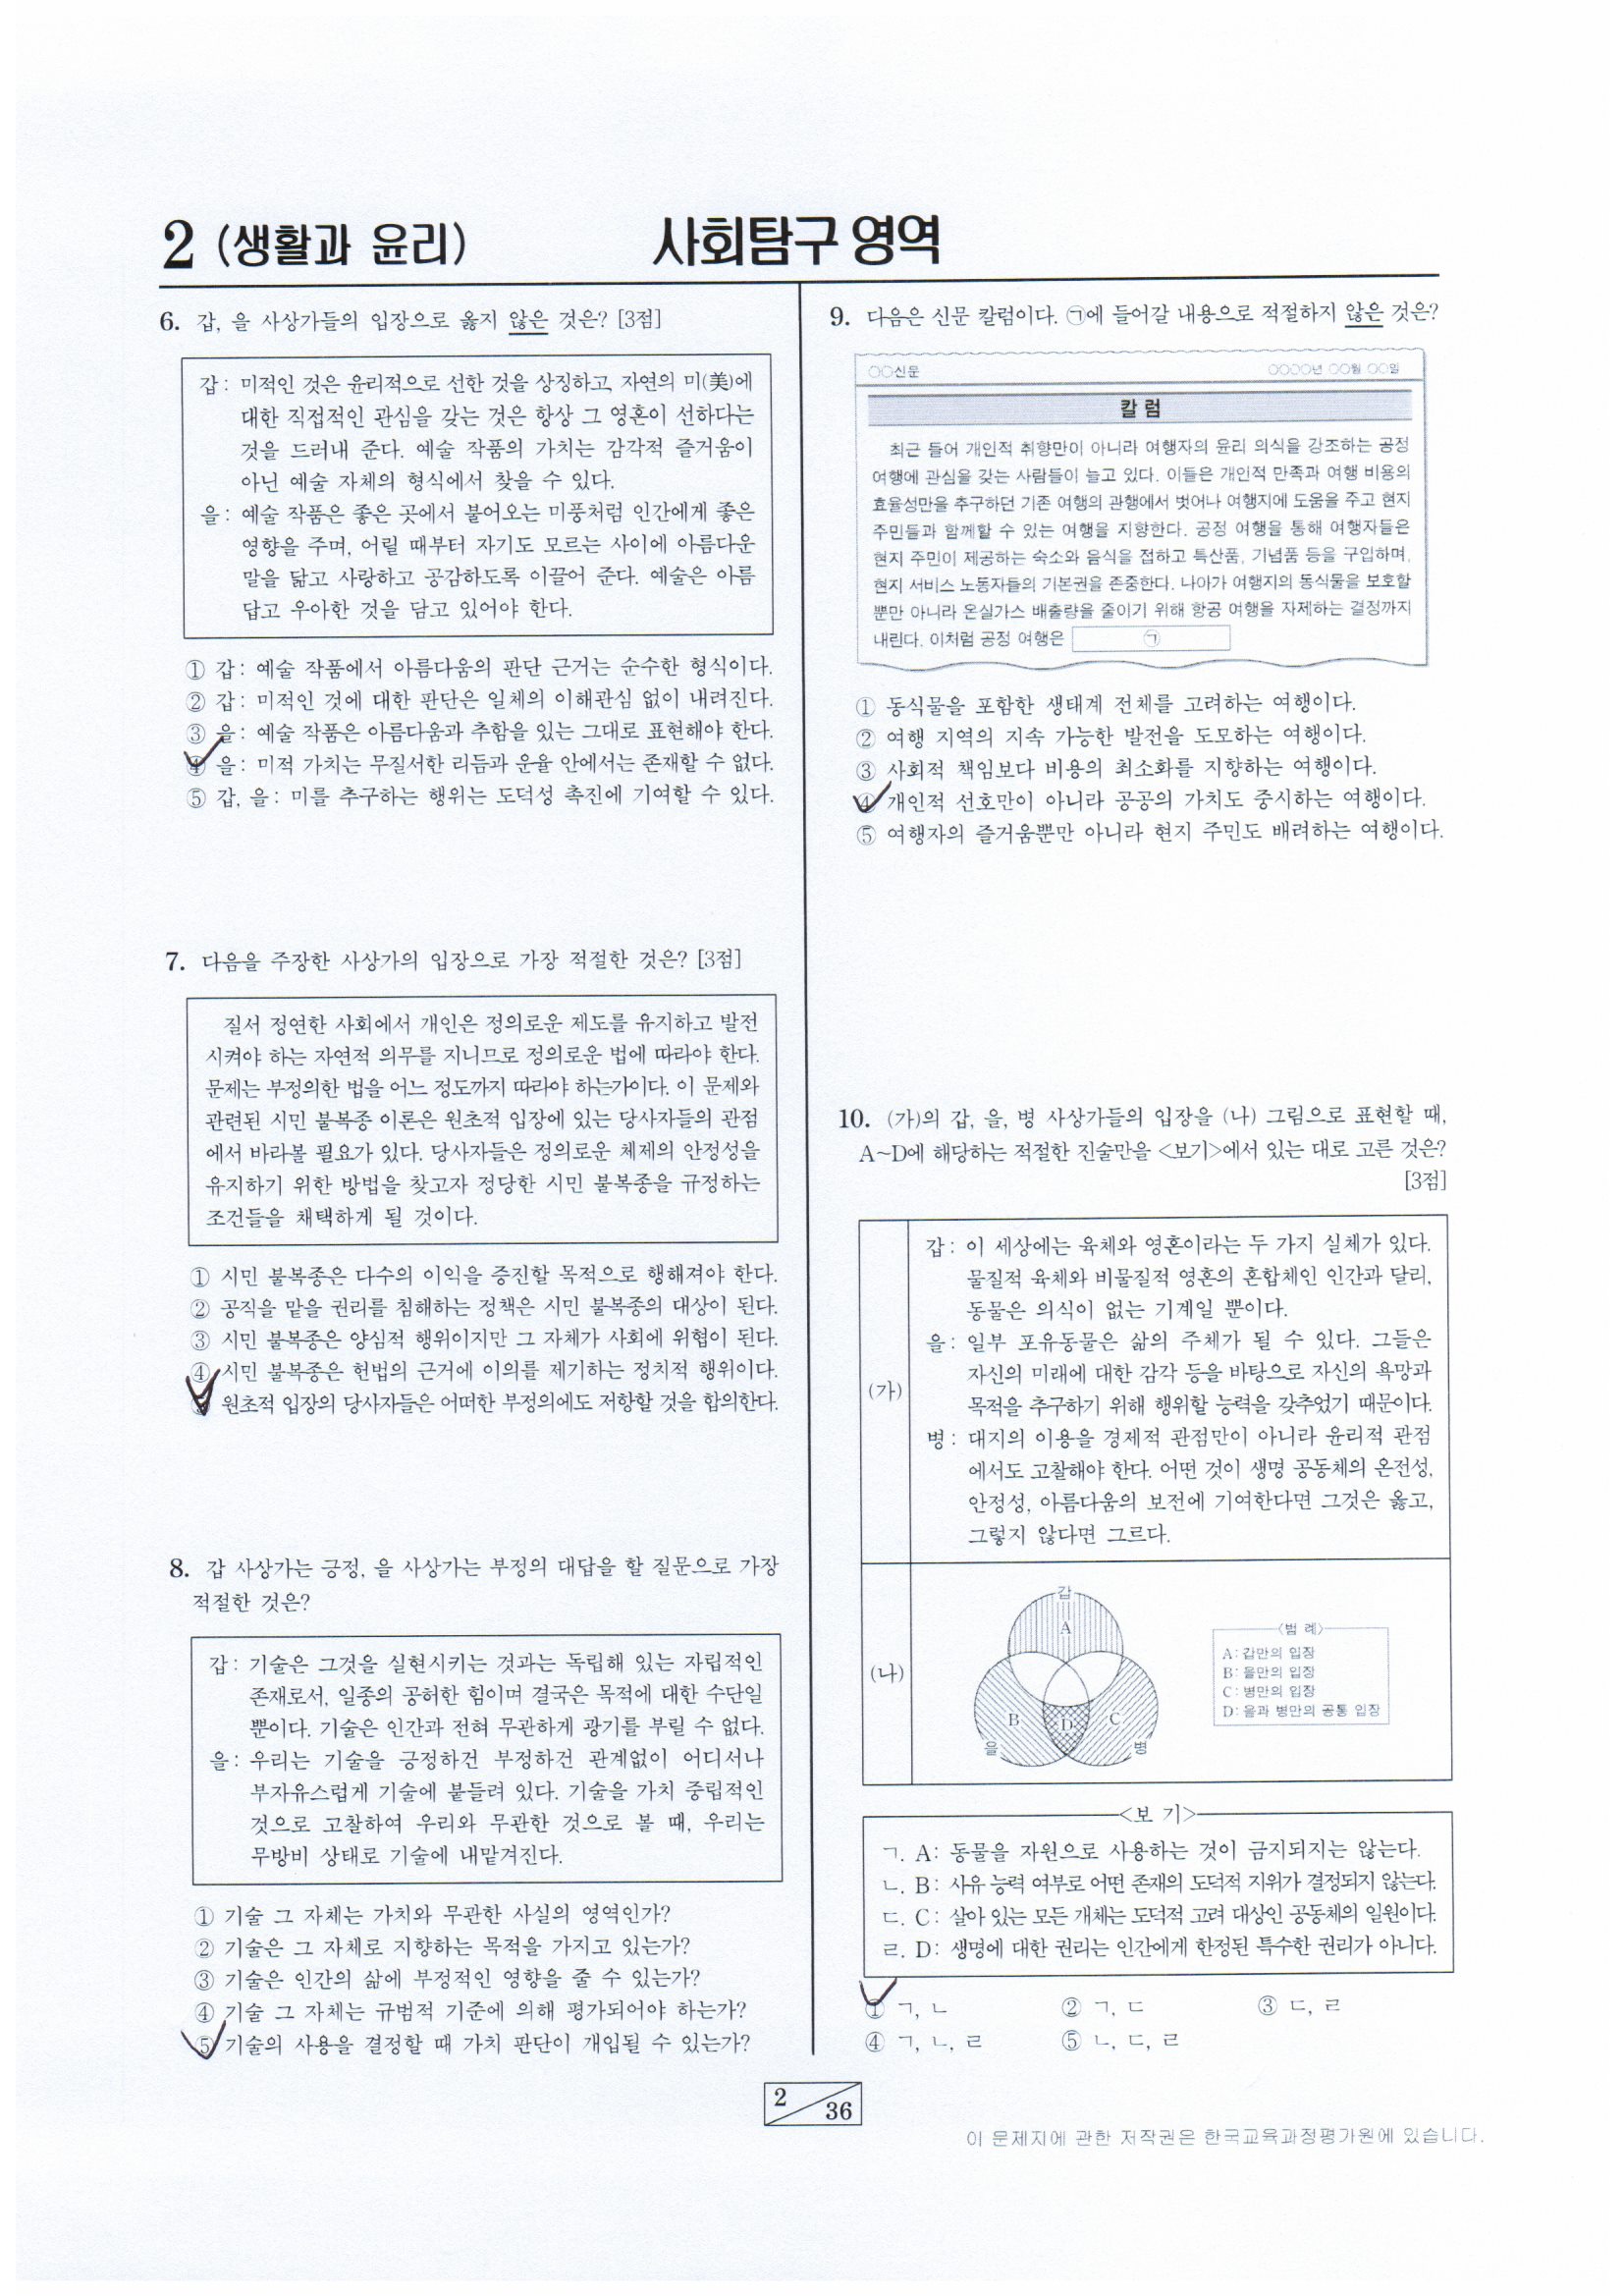 2 (생활과 윤리)
사회탐구 영역
6. 갑, 을 사상가들의 입장으로 옳지 않은 것은? [3점]
갑: 미적인 것은 윤리적으로 선한 것을 상징하고, 자연의 미(美)에
대한 직접적인 관심을 갖는 것은 항상 그 영혼이 선하다는
것을 드러내 준다. 예술 작품의 가치는 감각적 즐거움이
아닌 예술 자체의 형식에서 찾을 수 있다.
을: 예술 작품은 좋은 곳에서 불어오는 미풍처럼 인간에게 좋은
영향을 주며, 어릴 때부터 자기도 모르는 사이에 아름다운
말을 닮고 사랑하고 공감하도록 이끌어 준다. 예술은 아름
답고 우아한 것을 담고 있어야 한다.
① 갑: 예술 작품에서 아름다움의 판단 근거는 순수한 형식이다.
② 갑: 미적인 것에 대한 판단은 일체의 이해관심 없이 내려진다.
③ 을: 예술 작품은 아름다움과 추함을 있는 그대로 표현해야 한다.
④ 을: 미적 가치는 무질서한 리듬과 운율 안에서는 존재할 수 없다.
⑤ 갑, 을: 미를 추구하는 행위는 도덕성 촉진에 기여할 수 있다.
7. 다음을 주장한 사상가의 입장으로 가장 적절한 것은? [3점]
질서 정연한 사회에서 개인은 정의로운 제도를 유지하고 발전
시켜야 하는 자연적 의무를 지니므로 정의로운 법에 따라야 한다.
문제는 부정의한 법을 어느 정도까지 따라야 하는가이다. 이 문제와
관련된 시민 불복종 이론은 원초적 입장에 있는 당사자들의 관점
에서 바라볼 필요가 있다. 당사자들은 정의로운 체제의 안정성을
유지하기 위한 방법을 찾고자 정당한 시민 불복종을 규정하는
조건들을 채택하게 될 것이다.
① 시민 불복종은 다수의 이익을 증진할 목적으로 행해져야 한다.
② 공직을 맡을 권리를 침해하는 정책은 시민 불복종의 대상이 된다.
③ 시민 불복종은 양심적 행위이지만 그 자체가 사회에 위협이 된다.
④ 시민 불복종은 헌법의 근거에 이의를 제기하는 정치적 행위이다.
⑤ 원초적 입장의 당사자들은 어떠한 부정의에도 저항할 것을 합의한다.
8. 갑 사상가는 긍정, 을 사상가는 부정의 대답을 할 질문으로 가장
적절한 것은?
갑: 기술은 그것을 실현시키는 것과는 독립해 있는 자립적인
존재로서, 일종의 공허한 힘이며 결국은 목적에 대한 수단일
뿐이다. 기술은 인간과 전혀 무관하게 광기를 부릴 수 없다.
을: 우리는 기술을 긍정하건 부정하건 관계없이 어디서나
부자유스럽게 기술에 붙들려 있다. 기술을 가치 중립적인
것으로 고찰하여 우리와 무관한 것으로 볼 때, 우리는
무방비 상태로 기술에 내맡겨진다.
① 기술 그 자체는 가치와 무관한 사실의 영역인가?
② 기술은 그 자체로 지향하는 목적을 가지고 있는가?
③ 기술은 인간의 삶에 부정적인 영향을 줄 수 있는가?
④ 기술 그 자체는 규범적 기준에 의해 평가되어야 하는가?
⑤ 기술의 사용을 결정할 때 가치 판단이 개입될 수 있는가?
9. 다음은 신문 칼럼이다. ㉠에 들어갈 내용으로 적절하지 않은 것은?
○○신문 ○○○○년 ○○월 ○○일
칼 럼
최근 들어 개인적 취향만이 아니라 여행자의 윤리 의식을 강조하는 공정
여행에 관심을 갖는 사람들이 늘고 있다. 이들은 개인적 만족과 여행 비용의
효율성만을 추구하던 기존 여행의 관행에서 벗어나 여행지에 도움을 주고 현지
주민들과 함께할 수 있는 여행을 지향한다. 공정 여행을 통해 여행자들은
현지 주민이 제공하는 숙소와 음식을 접하고 특산품, 기념품 등을 구입하며,
현지 서비스 노동자들의 기본권을 존중한다. 나아가 여행지의 동식물을 보호할
뿐만 아니라 온실가스 배출량을 줄이기 위해 항공 여행을 자제하는 결정까지
내린다. 이처럼 공정 여행은 ㉠
① 동식물을 포함한 생태계 전체를 고려하는 여행이다.
② 여행 지역의 지속 가능한 발전을 도모하는 여행이다.
③ 사회적 책임보다 비용의 최소화를 지향하는 여행이다.
④ 개인적 선호만이 아니라 공공의 가치도 중시하는 여행이다.
⑤ 여행자의 즐거움뿐만 아니라 현지 주민도 배려하는 여행이다.
10. (가)의 갑, 을, 병 사상가들의 입장을 (나) 그림으로 표현할 때,
A~D에 해당하는 적절한 진술만을 <보기>에서 있는 대로 고른 것은?
[3점]
(가)
갑: 이 세상에는 육체와 영혼이라는 두 가지 실체가 있다.
물질적 육체와 비물질적 영혼의 혼합체인 인간과 달리,
동물은 의식이 없는 기계일 뿐이다.
을: 일부 포유동물은 삶의 주체가 될 수 있다. 그들은
자신의 미래에 대한 감각 등을 바탕으로 자신의 욕망과
목적을 추구하기 위해 행위할 능력을 갖추었기 때문이다.
병: 대지의 이용을 경제적 관점만이 아니라 윤리적 관점
에서도 고찰해야 한다. 어떤 것이 생명 공동체의 온전성,
안정성, 아름다움의 보전에 기여한다면 그것은 옳고,
그렇지 않다면 그르다.
(나)
갑
A
B D C
을 병
<범 례>
A: 갑만의 입장
B: 을만의 입장
C: 병만의 입장
D: 을과 병만의 공통 입장
<보 기>
ㄱ. A: 동물을 자원으로 사용하는 것이 금지되지는 않는다.
ㄴ. B: 사유 능력 여부로 어떤 존재의 도덕적 지위가 결정되지 않는다.
ㄷ. C: 살아 있는 모든 개체는 도덕적 고려 대상인 공동체의 일원이다.
ㄹ. D: 생명에 대한 권리는 인간에게 한정된 특수한 권리가 아니다.
① ㄱ, ㄴ ② ㄱ, ㄷ ③ ㄷ, ㄹ
④ ㄱ, ㄴ, ㄹ ⑤ ㄴ, ㄷ, ㄹ
2
36
이 문제지에 관한 저작권은 한국교육과정평가원에 있습니다.